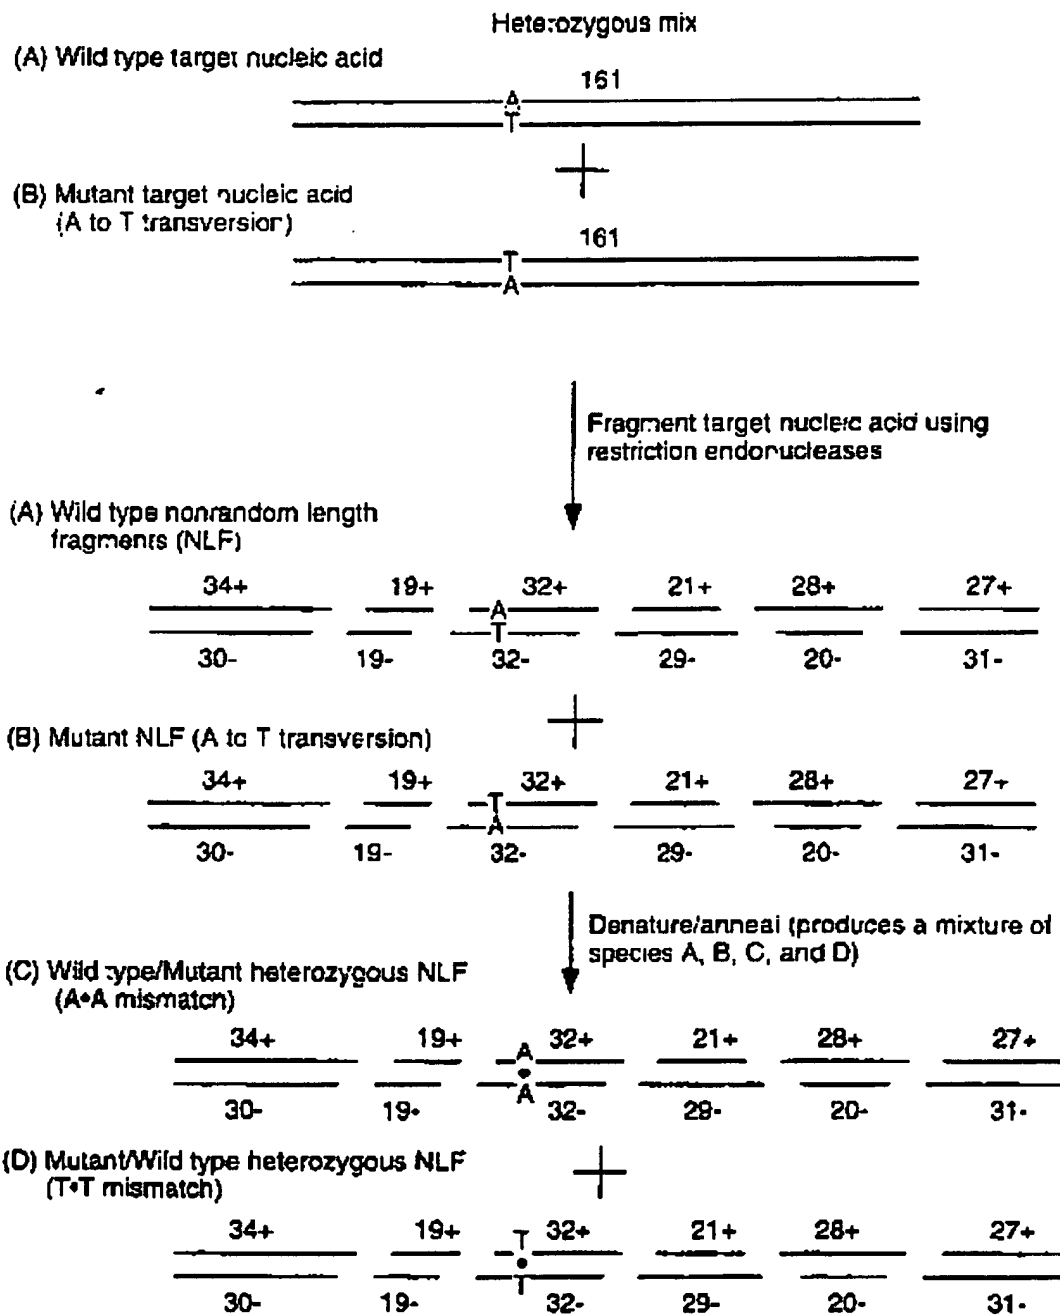 Heterozygous mix
(A) Wild type target nucleic acid
161
A
T
+
(B) Mutant target nucleic acid
(A to T transversion)
161
T
A
Fragment target nucleic acid using
restriction endonucleases
(A) Wild type nonrandom length
fragments (NLF)
34+ 19+ 32+ 21+ 28+ 27+
A
T
30- 19- 32- 29- 20- 31-
+
(B) Mutant NLF (A to T transversion)
34+ 19+ 32+ 21+ 28+ 27+
T
A
30- 19- 32- 29- 20- 31-
Denature/anneal (produces a mixture of
species A, B, C, and D)
(C) Wild type/Mutant heterozygous NLF
(A•A mismatch)
34+ 19+ 32+ 21+ 28+ 27+
A
•
A
30- 19- 32- 29- 20- 31-
(D) Mutant/Wild type heterozygous NLF
(T•T mismatch)
+
34+ 19+ 32+ 21+ 28+ 27+
T
•
T
30- 19- 32- 29- 20- 31-